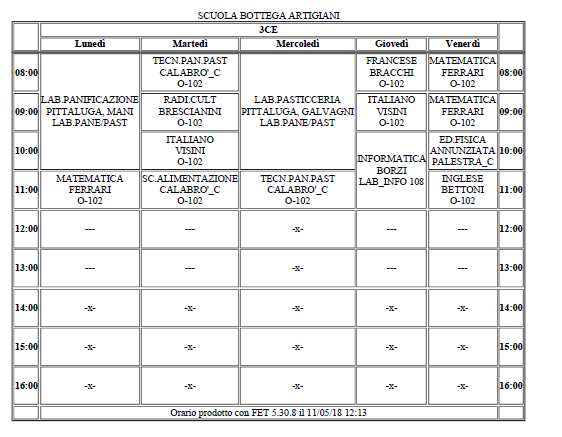 SCUOLA BOTTEGA ARTIGIANI
3CE
Lunedì Martedì Mercoledì Giovedì Venerdì
08:00 LAB.PANIFICAZIONE PITTALUGA, MANI LAB.PANE/PAST TECN.PAN.PAST CALABRO'_C O-102 LAB.PASTICCERIA PITTALUGA, GALVAGNI LAB.PANE/PAST FRANCESE BRACCHI O-102 MATEMATICA FERRARI O-102 08:00
09:00 RADI.CULT BRESCIANINI O-102 ITALIANO VISINI O-102 MATEMATICA FERRARI O-102 09:00
10:00 ITALIANO VISINI O-102 INFORMATICA BORZI LAB_INFO 108 ED.FISICA ANNUNZIATA PALESTRA_C 10:00
11:00 MATEMATICA FERRARI O-102 SC.ALIMENTAZIONE CALABRO'_C O-102 TECN.PAN.PAST CALABRO'_C O-102 INGLESE BETTONI O-102 11:00
12:00 --- --- -x- --- --- 12:00
13:00 --- --- -x- --- --- 13:00
14:00 -x- -x- -x- -x- -x- 14:00
15:00 -x- -x- -x- -x- -x- 15:00
16:00 -x- -x- -x- -x- -x- 16:00
Orario prodotto con FET 5.30.8 il 11/05/18 12:13